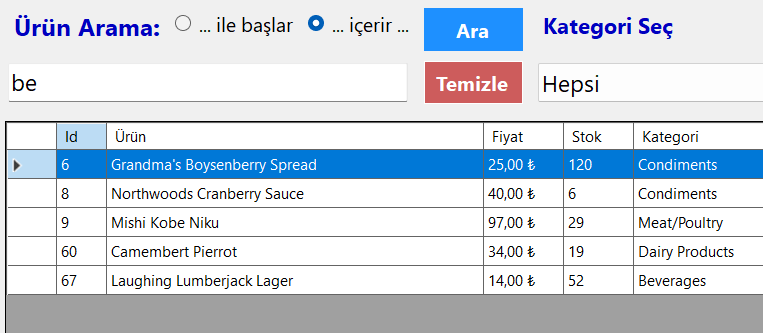 Ürün Arama: ... ile başlar ... içerir ... Ara Kategori Seç
be Temizle Hepsi
Id Ürün Fiyat Stok Kategori
6 Grandma's Boysenberry Spread 25,00 ₺ 120 Condiments
8 Northwoods Cranberry Sauce 40,00 ₺ 6 Condiments
9 Mishi Kobe Niku 97,00 ₺ 29 Meat/Poultry
60 Camembert Pierrot 34,00 ₺ 19 Dairy Products
67 Laughing Lumberjack Lager 14,00 ₺ 52 Beverages